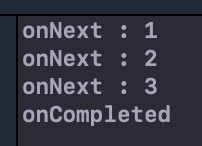 onNext : 1
onNext : 2
onNext : 3
onCompleted